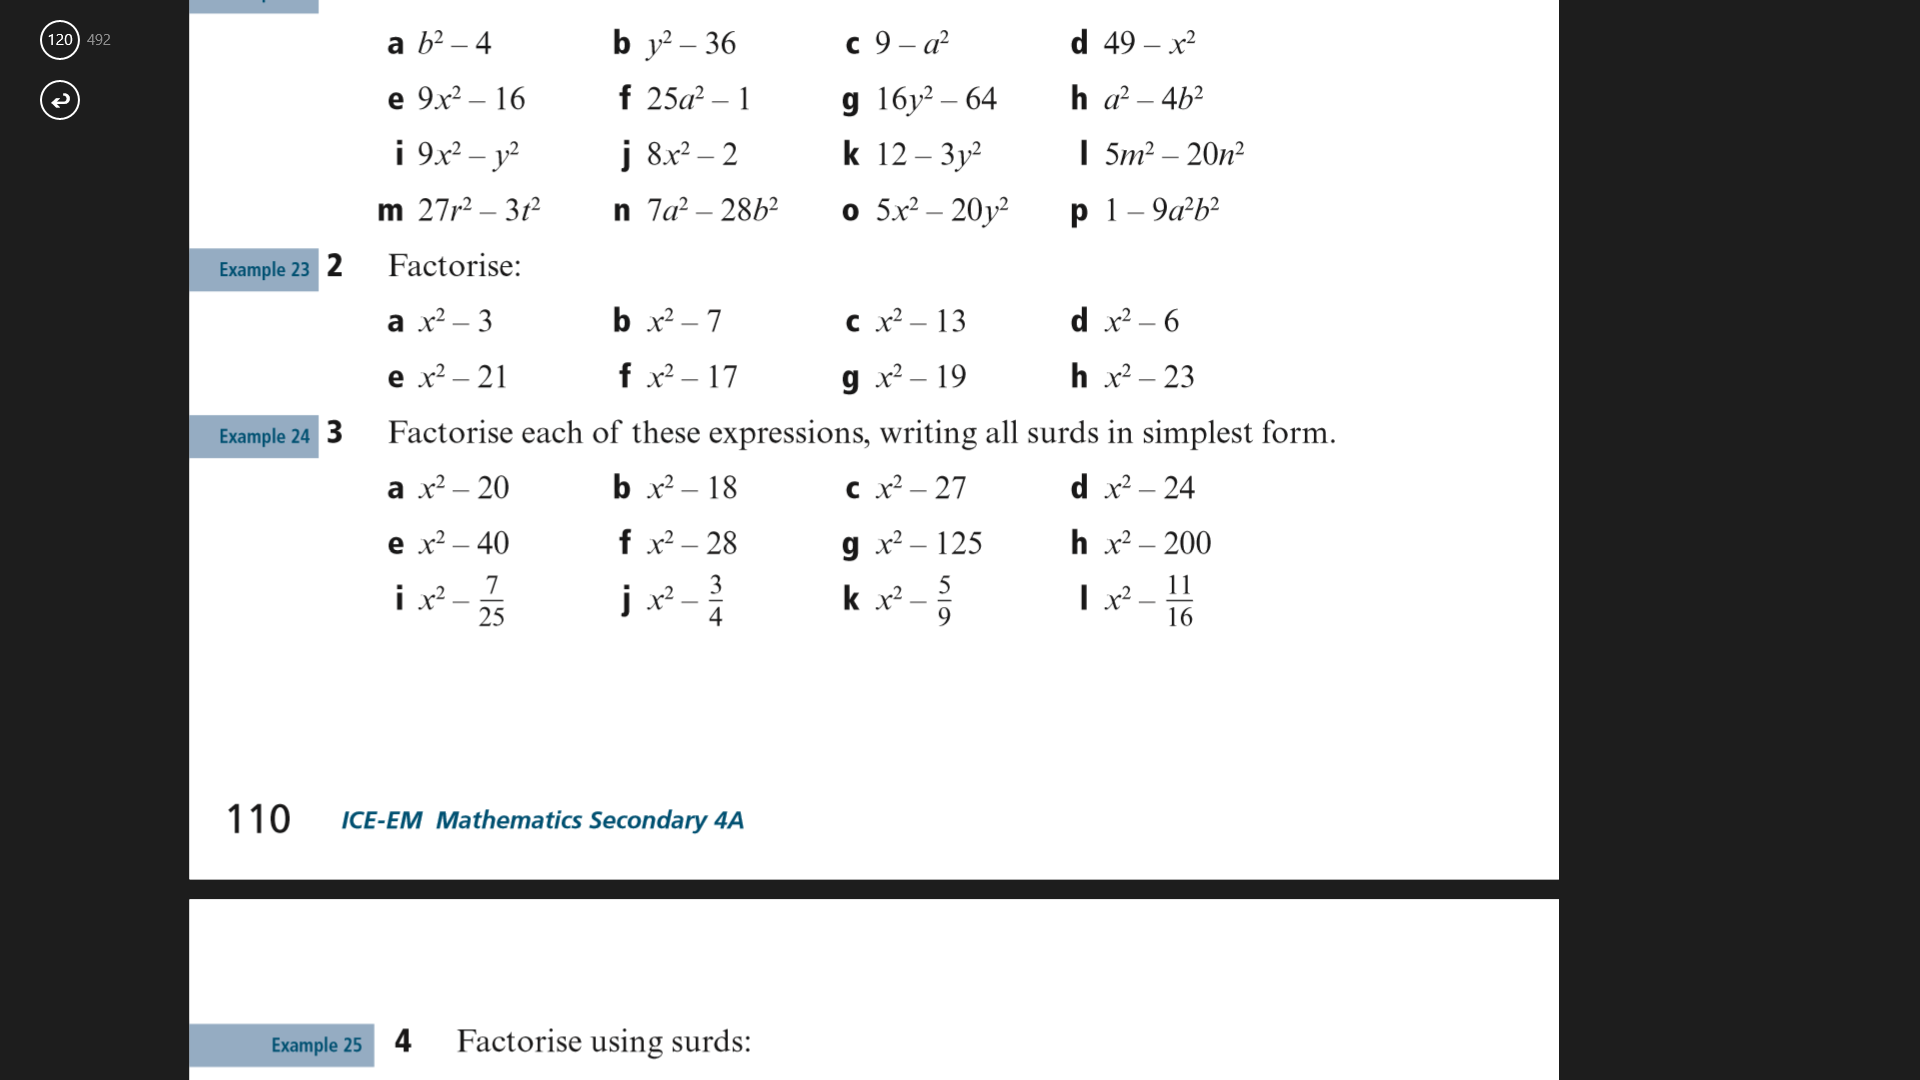 120 492
a b² – 4 b y² – 36 c 9 – a² d 49 – x²
e 9x² – 16 f 25a² – 1 g 16y² – 64 h a² – 4b²
i 9x² – y² j 8x² – 2 k 12 – 3y² l 5m² – 20n²
m 27r² – 3t² n 7a² – 28b² o 5x² – 20y² p 1 – 9a²b²
Example 23 2 Factorise:
a x² – 3 b x² – 7 c x² – 13 d x² – 6
e x² – 21 f x² – 17 g x² – 19 h x² – 23
Example 24 3 Factorise each of these expressions, writing all surds in simplest form.
a x² – 20 b x² – 18 c x² – 27 d x² – 24
e x² – 40 f x² – 28 g x² – 125 h x² – 200
i x² – 7/25 j x² – 3/4 k x² – 5/9 l x² – 11/16
110 ICE-EM Mathematics Secondary 4A
Example 25 4 Factorise using surds: